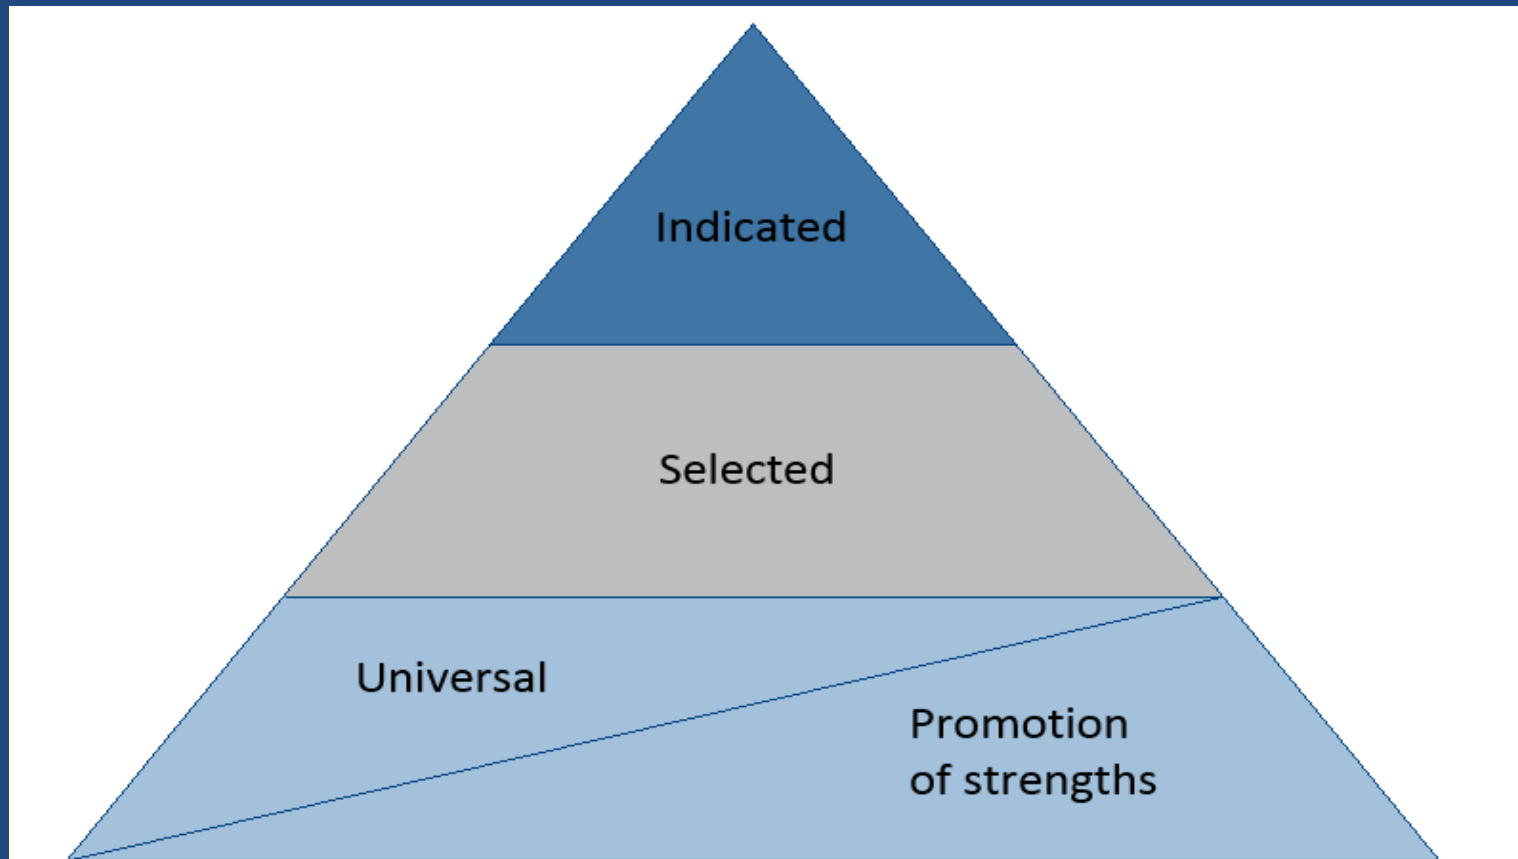 Indicated
Selected
Universal
Promotion
of strengths